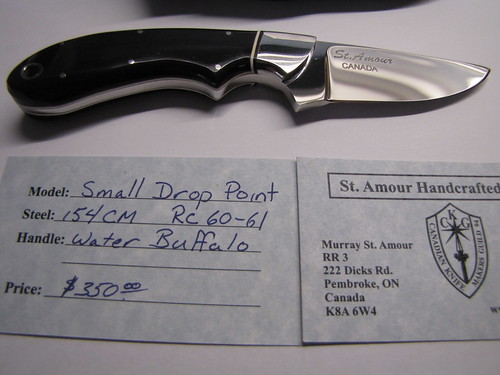 St. Amour
CANADA
Model: Small Drop Point
Steel: 154CM RC 60-61
Handle: Water Buffalo
Price: $350.00
St. Amour Handcrafted
Murray St. Amour
RR 3
222 Dicks Rd.
Pembroke, ON
Canada
K8A 6W4
CKG
CANADIAN KNIFE
MAKERS GUILD